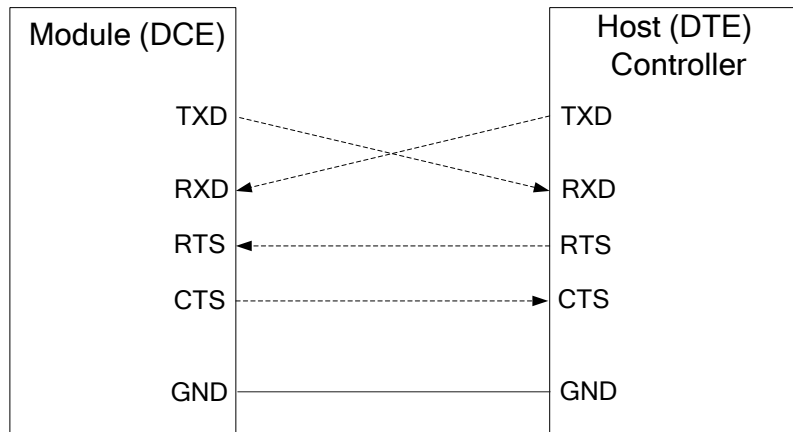 Module (DCE)
TXD
RXD
RTS
CTS
GND
Host (DTE)
Controller
TXD
RXD
RTS
CTS
GND